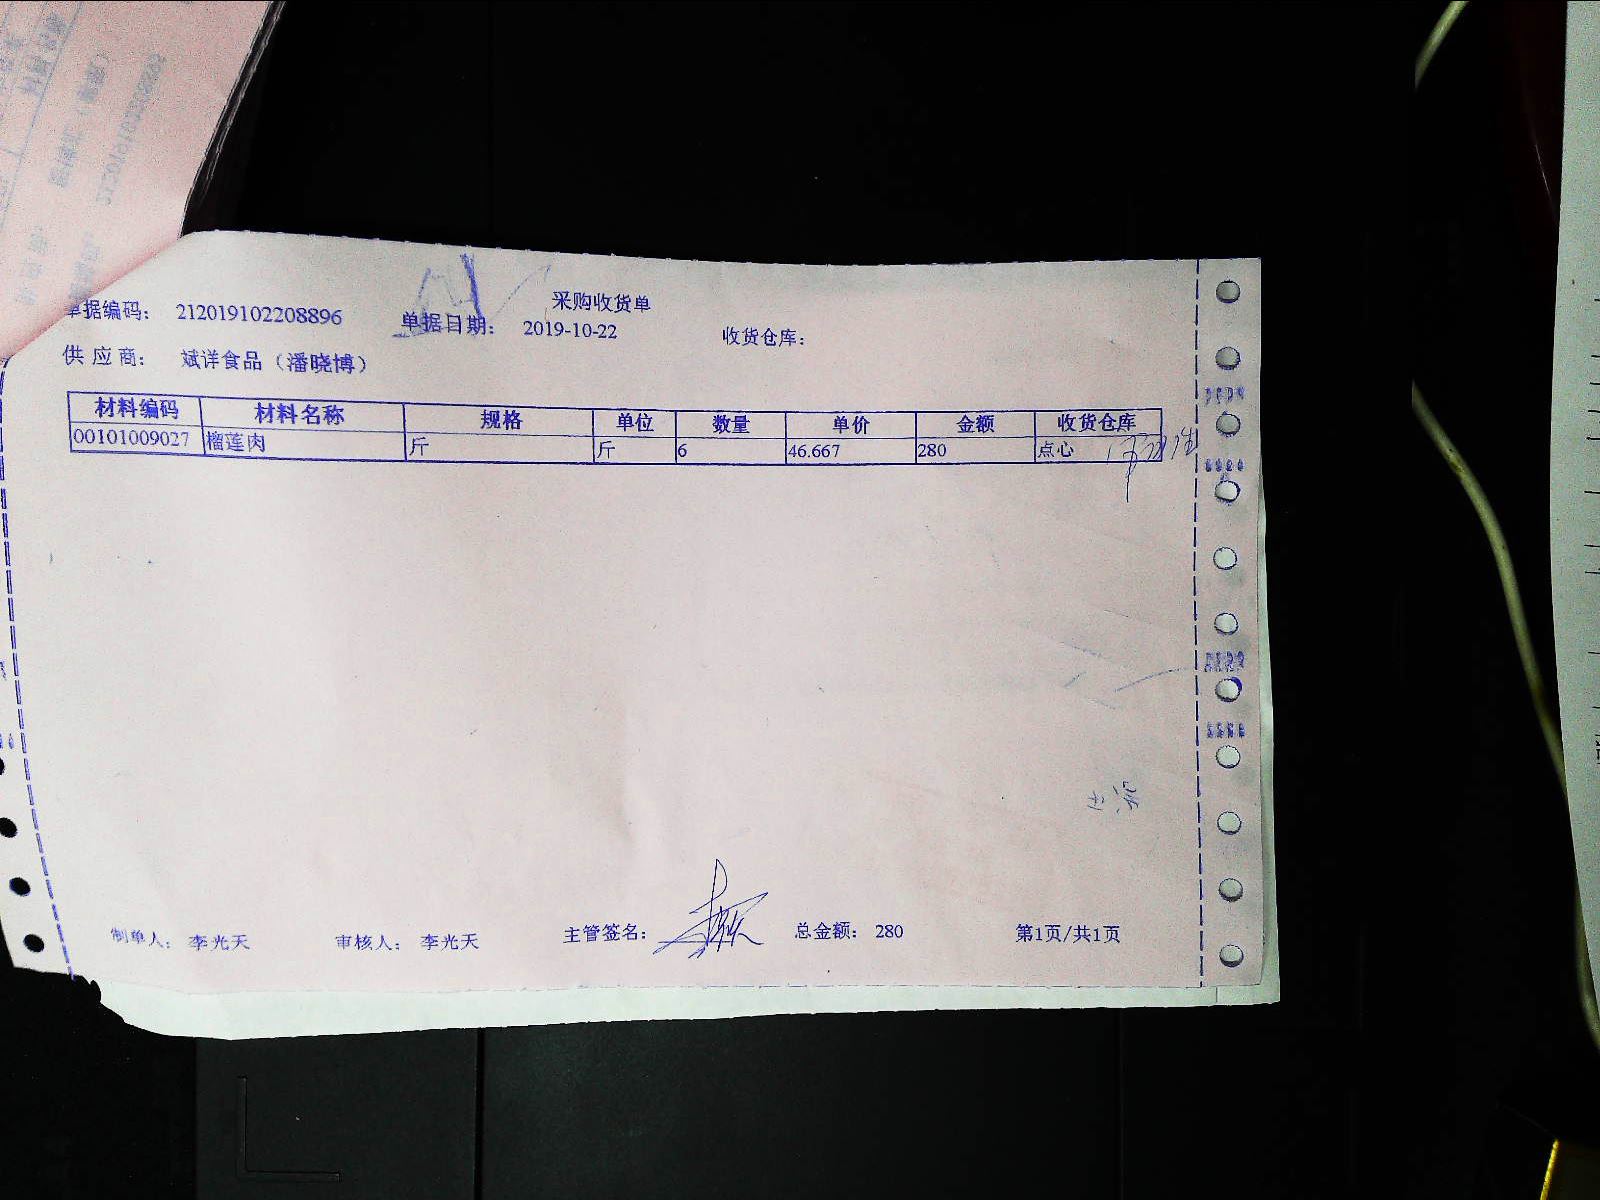 采购收货单
单据编码： 212019102208896 单据日期： 2019-10-22 收货仓库：
供 应 商： 斌洋食品（潘晓博）
材料编码 材料名称 规格 单位 数量 单价 金额 收货仓库
00101009027 榴莲肉 斤 斤 6 46.667 280 点心
制单人： 李光天 审核人： 李光天 主管签名： 总金额： 280 第1页/共1页